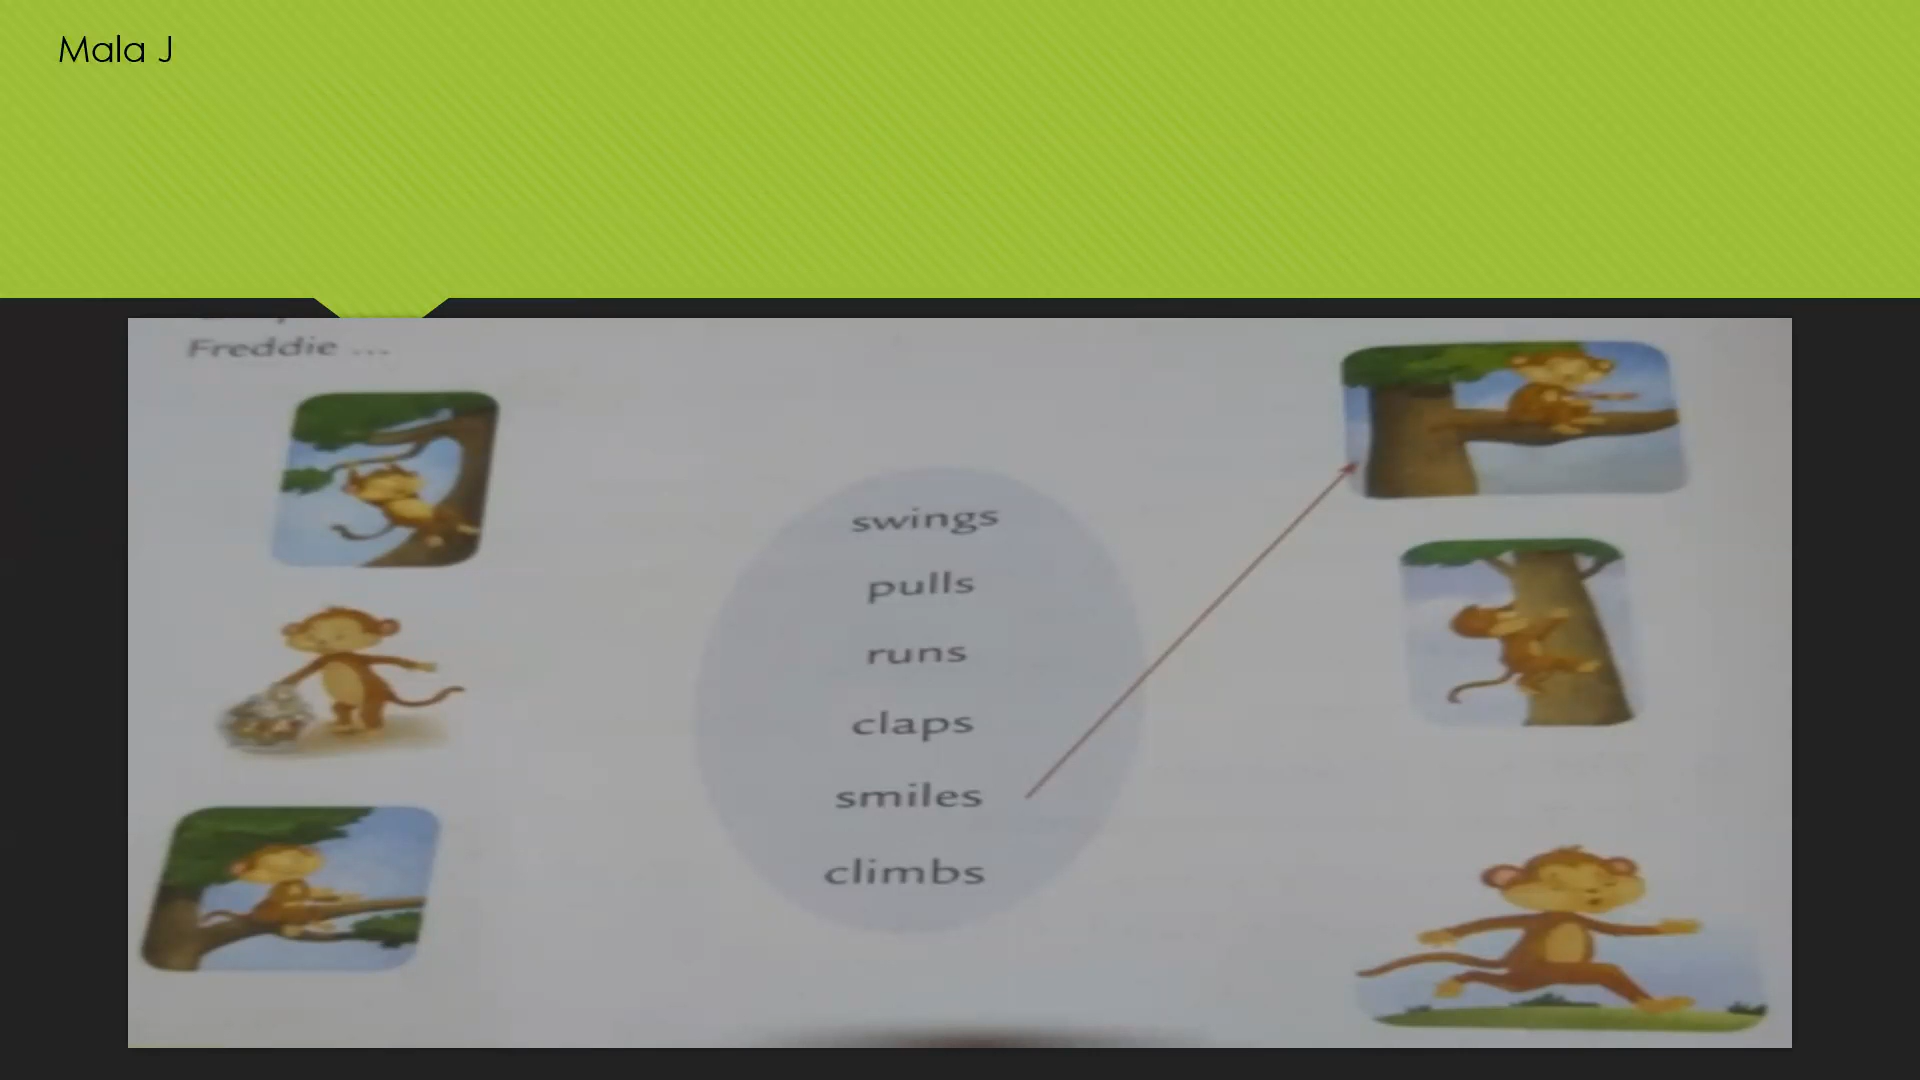 Mala J
Freddie ...
swings
pulls
runs
claps
smiles
climbs